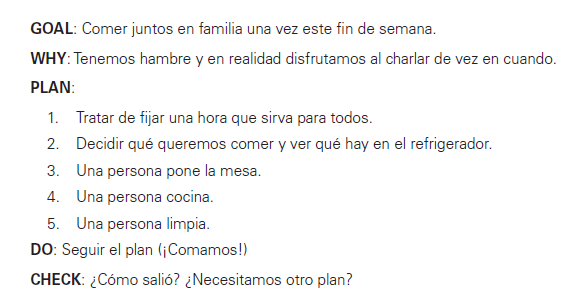 GOAL: Comer juntos en familia una vez este fin de semana.
WHY: Tenemos hambre y en realidad disfrutamos al charlar de vez en cuando.
PLAN:
1. Tratar de fijar una hora que sirva para todos.
2. Decidir qué queremos comer y ver qué hay en el refrigerador.
3. Una persona pone la mesa.
4. Una persona cocina.
5. Una persona limpia.
DO: Seguir el plan (¡Comamos!)
CHECK: ¿Cómo salió? ¿Necesitamos otro plan?